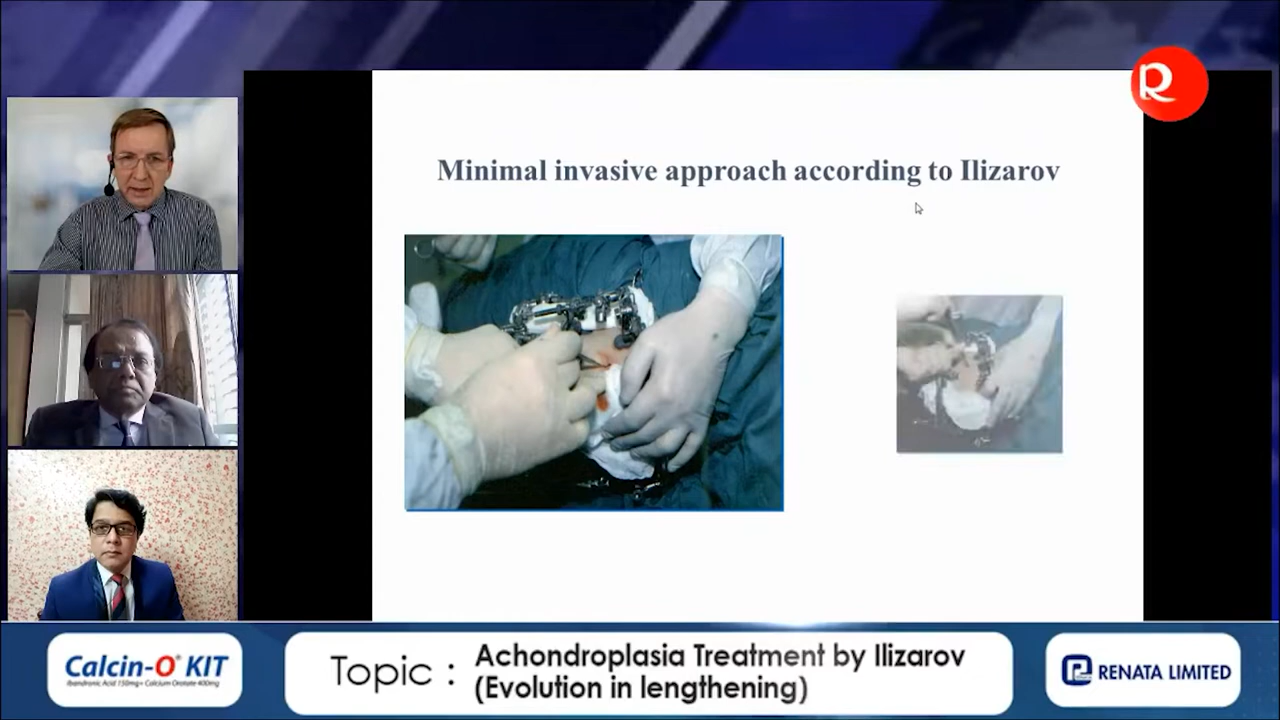 R
Minimal invasive approach according to Ilizarov
Calcin-O® KIT
Ibandronic Acid 150mg+ Calcium Orotate 400mg
Topic :
Achondroplasia Treatment by Ilizarov
(Evolution in lengthening)
RENATA LIMITED